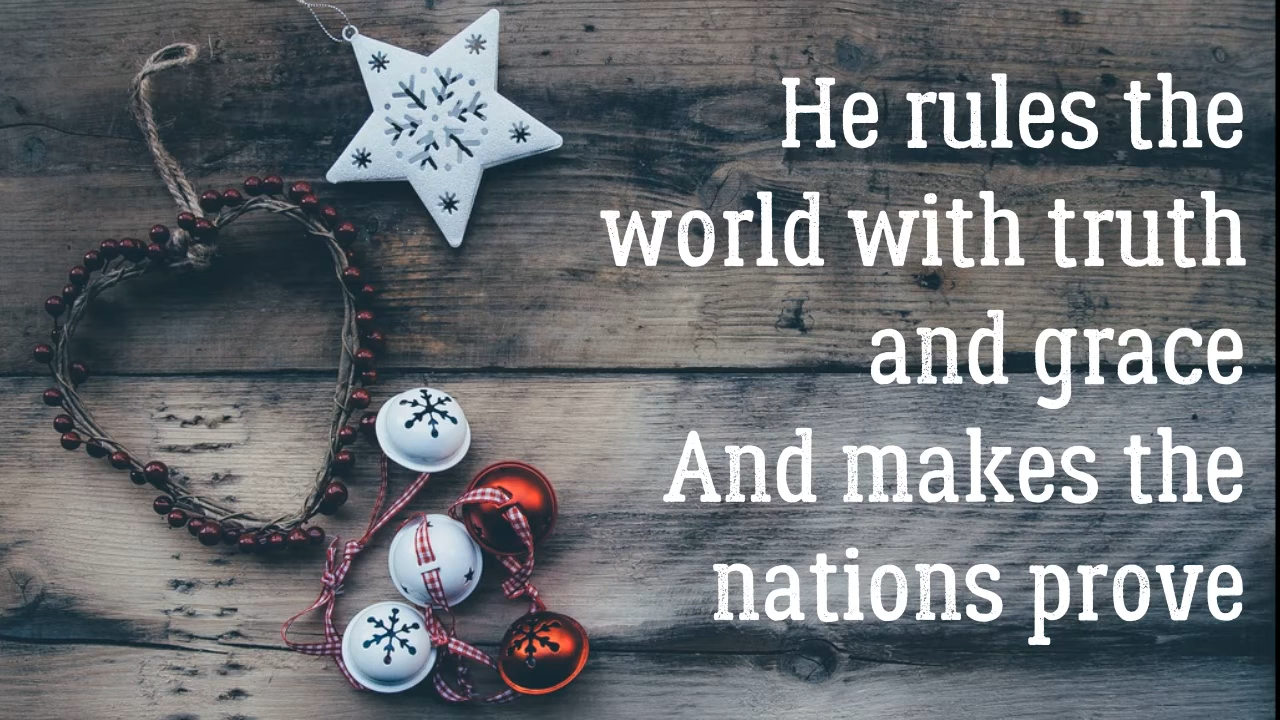 He rules the
world with truth
and grace
And makes the
nations prove